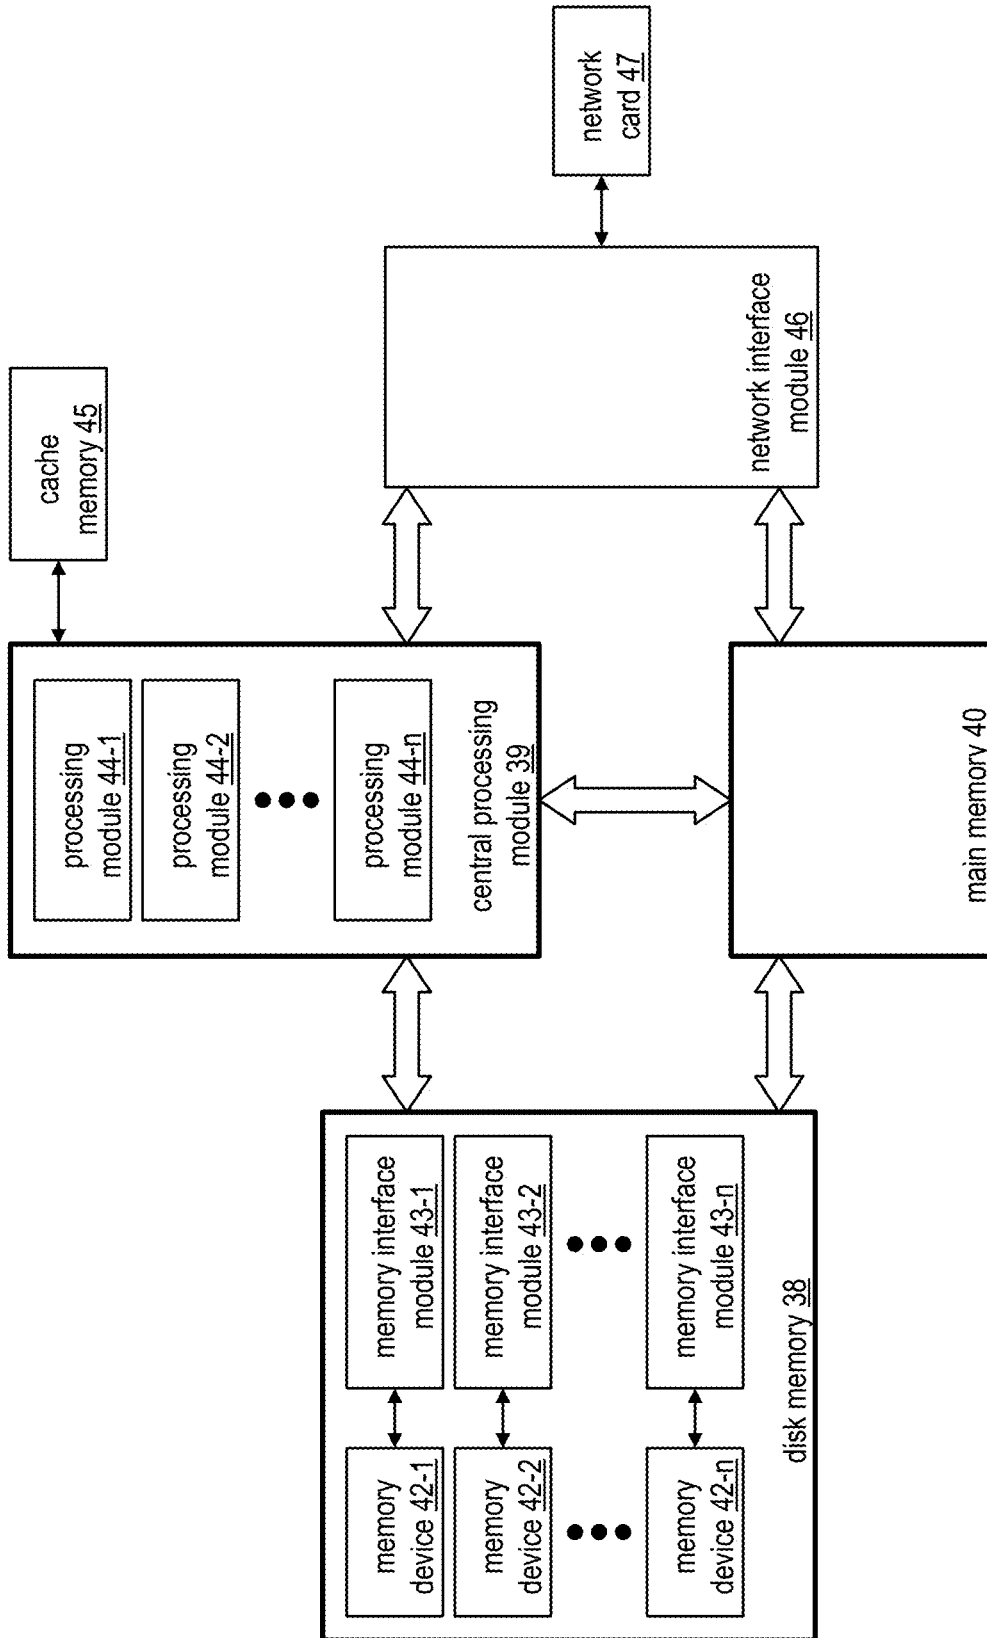 memory
device 42-1
memory interface
module 43-1
memory
device 42-2
memory interface
module 43-2
memory
device 42-n
memory interface
module 43-n
disk memory 38
processing
module 44-1
processing
module 44-2
processing
module 44-n
central processing
module 39
cache
memory 45
main memory 40
network interface
module 46
network
card 47